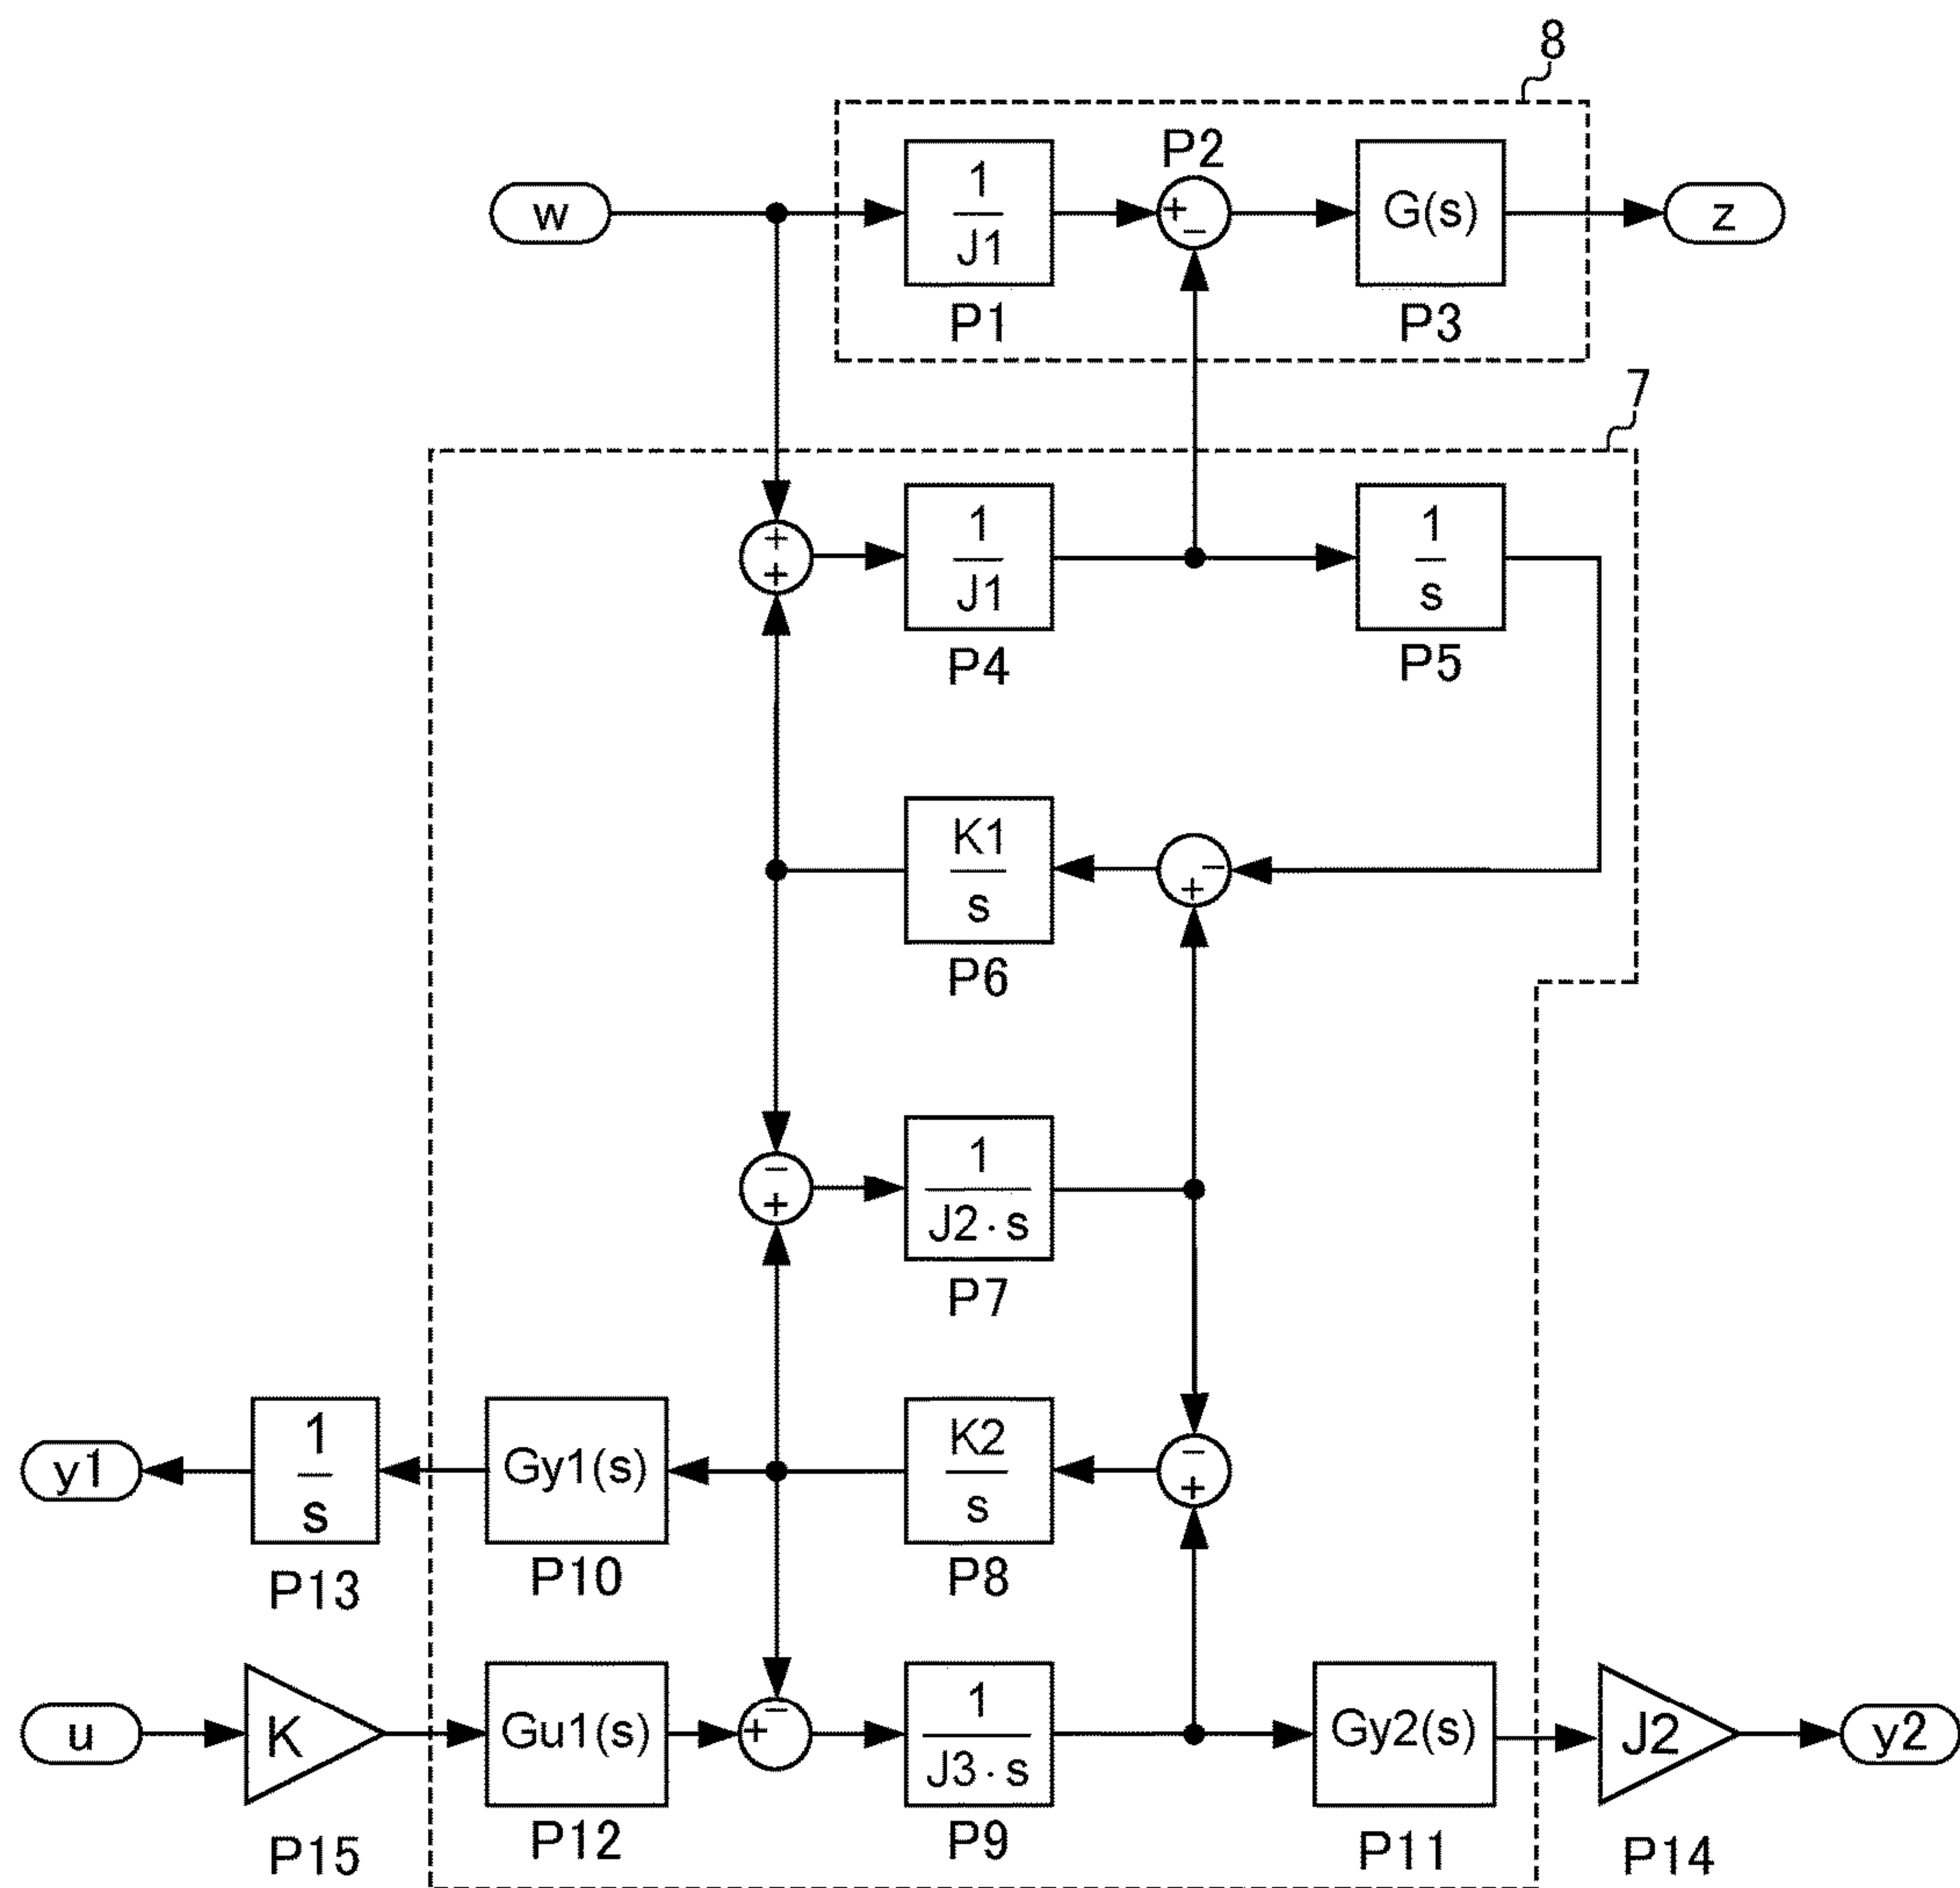 8
P2
w
+
−
1
J1
G(s)
z
P1
P3
7
+
+
1
J1
1
s
P4
P5
K1
s
−
+
P6
−
+
1
J2·s
P7
y1
1
s
Gy1(s)
K2
s
−
+
P13
P10
P8
u
K
Gu1(s)
+
−
1
J3·s
Gy2(s)
J2
y2
P15
P12
P9
P11
P14